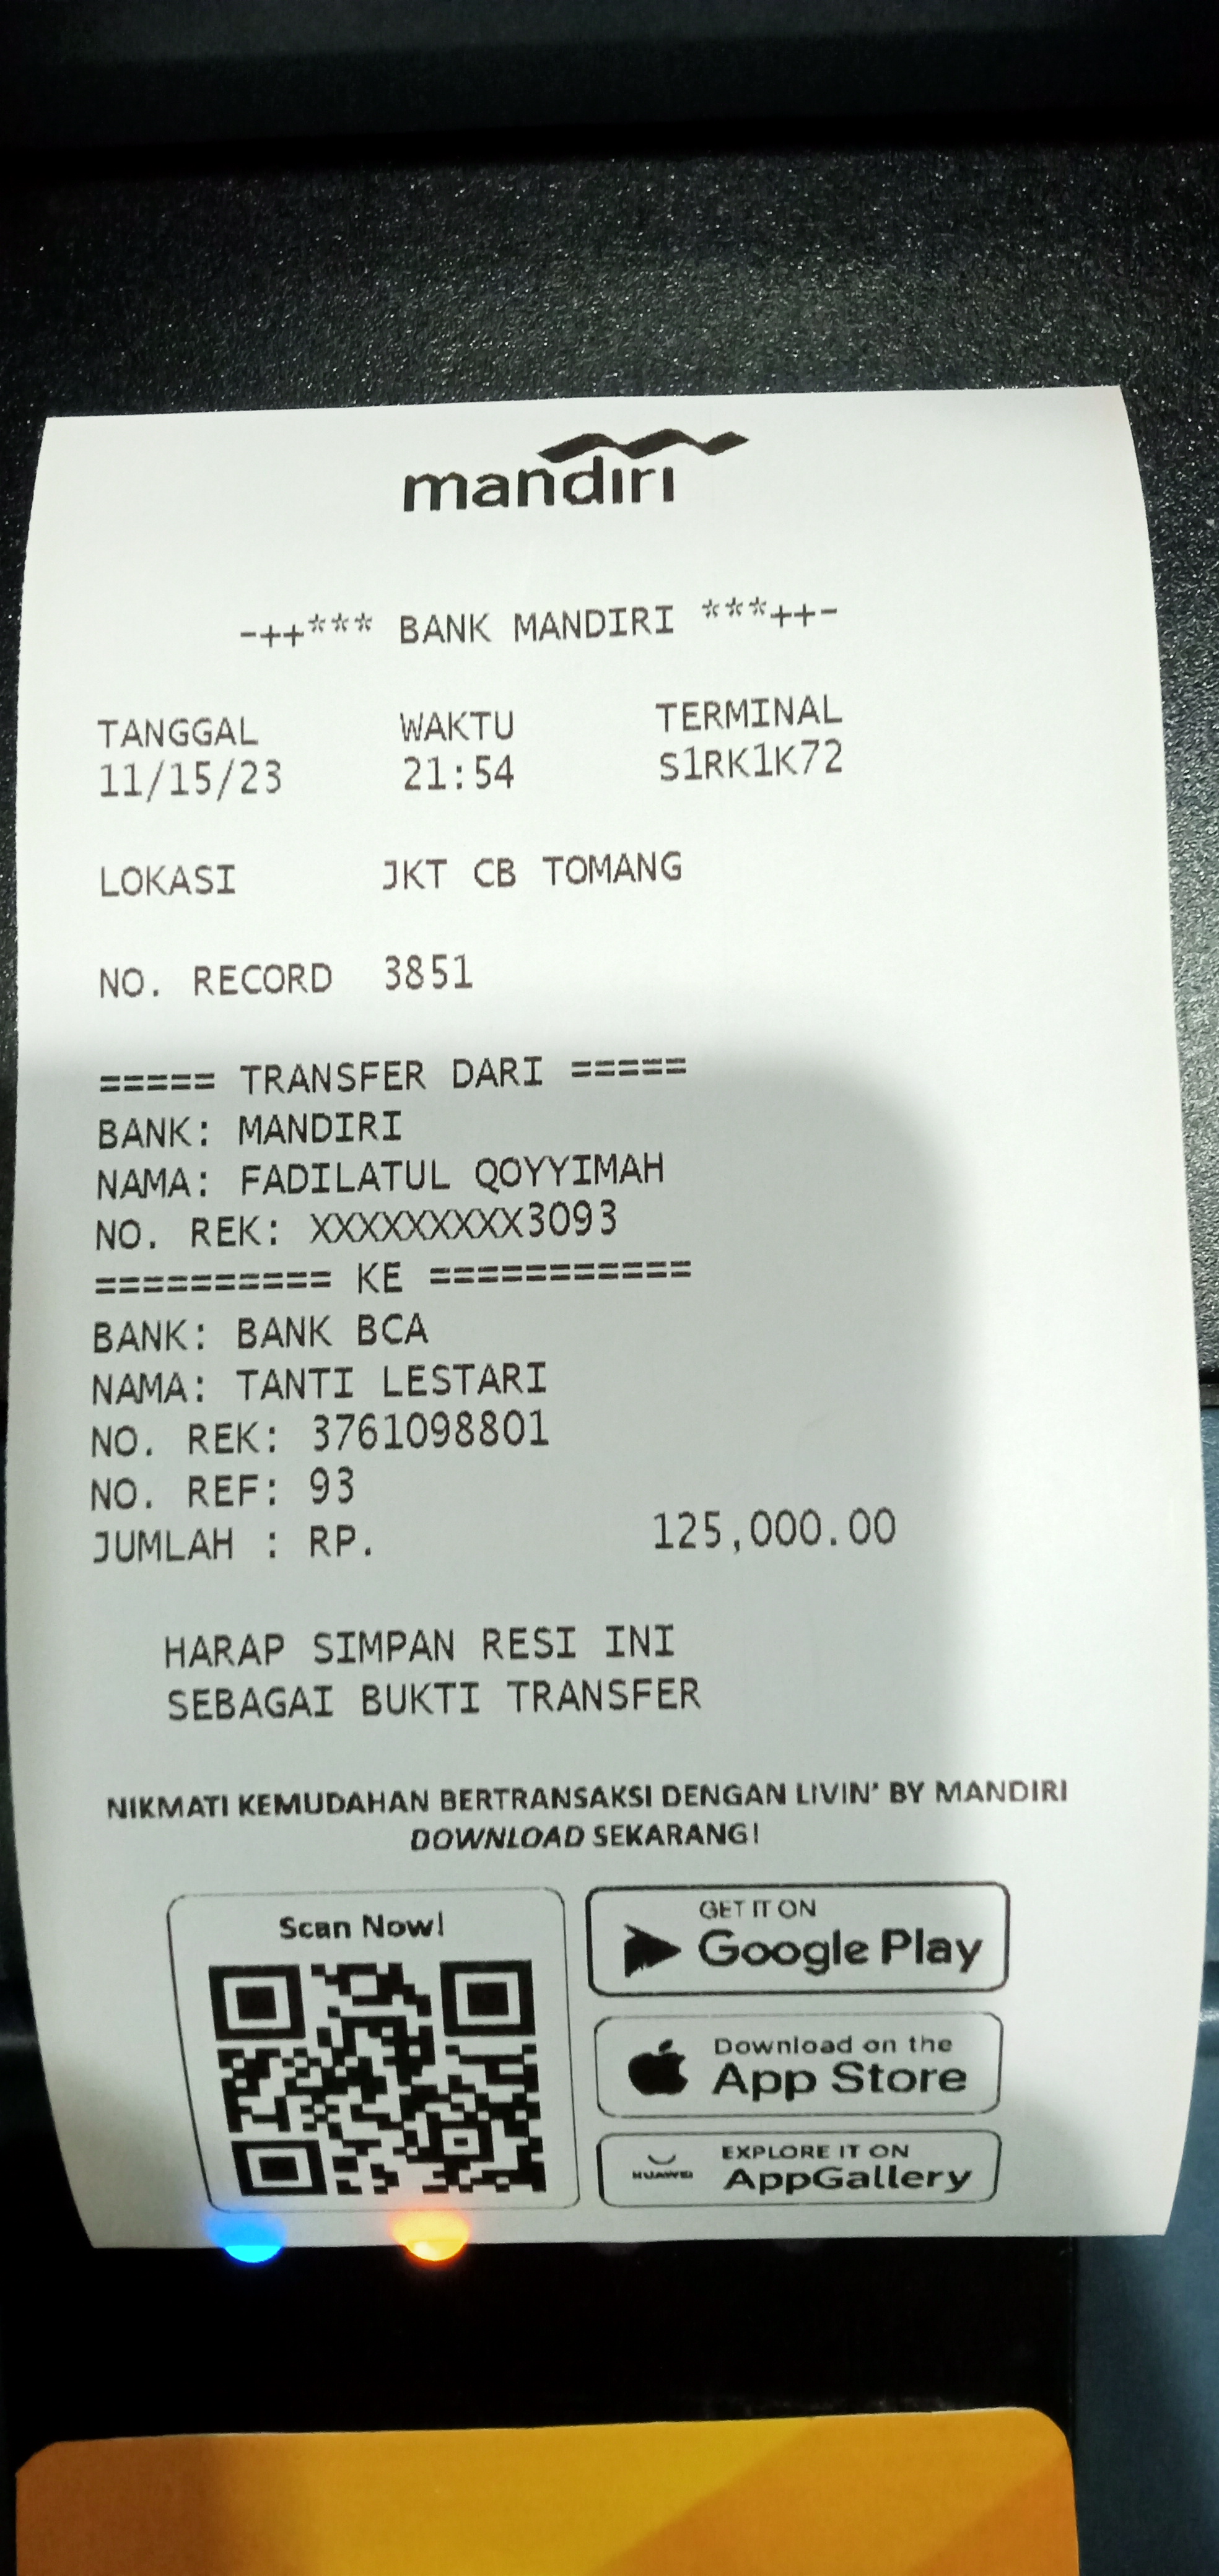 mandiri
-++*** BANK MANDIRI ***++-
TANGGAL WAKTU TERMINAL
11/15/23 21:54 S1RK1K72
LOKASI JKT CB TOMANG
NO. RECORD 3851
===== TRANSFER DARI =====
BANK: MANDIRI
NAMA: FADILATUL QOYYIMAH
NO. REK: XXXXXXXXX3093
========== KE ===========
BANK: BANK BCA
NAMA: TANTI LESTARI
NO. REK: 3761098801
NO. REF: 93
JUMLAH : RP. 125,000.00
HARAP SIMPAN RESI INI
SEBAGAI BUKTI TRANSFER
NIKMATI KEMUDAHAN BERTRANSAKSI DENGAN LIVIN' BY MANDIRI
DOWNLOAD SEKARANG!
Scan Now!
GET IT ON
Google Play
Download on the
App Store
HUAWEI
EXPLORE IT ON
AppGallery